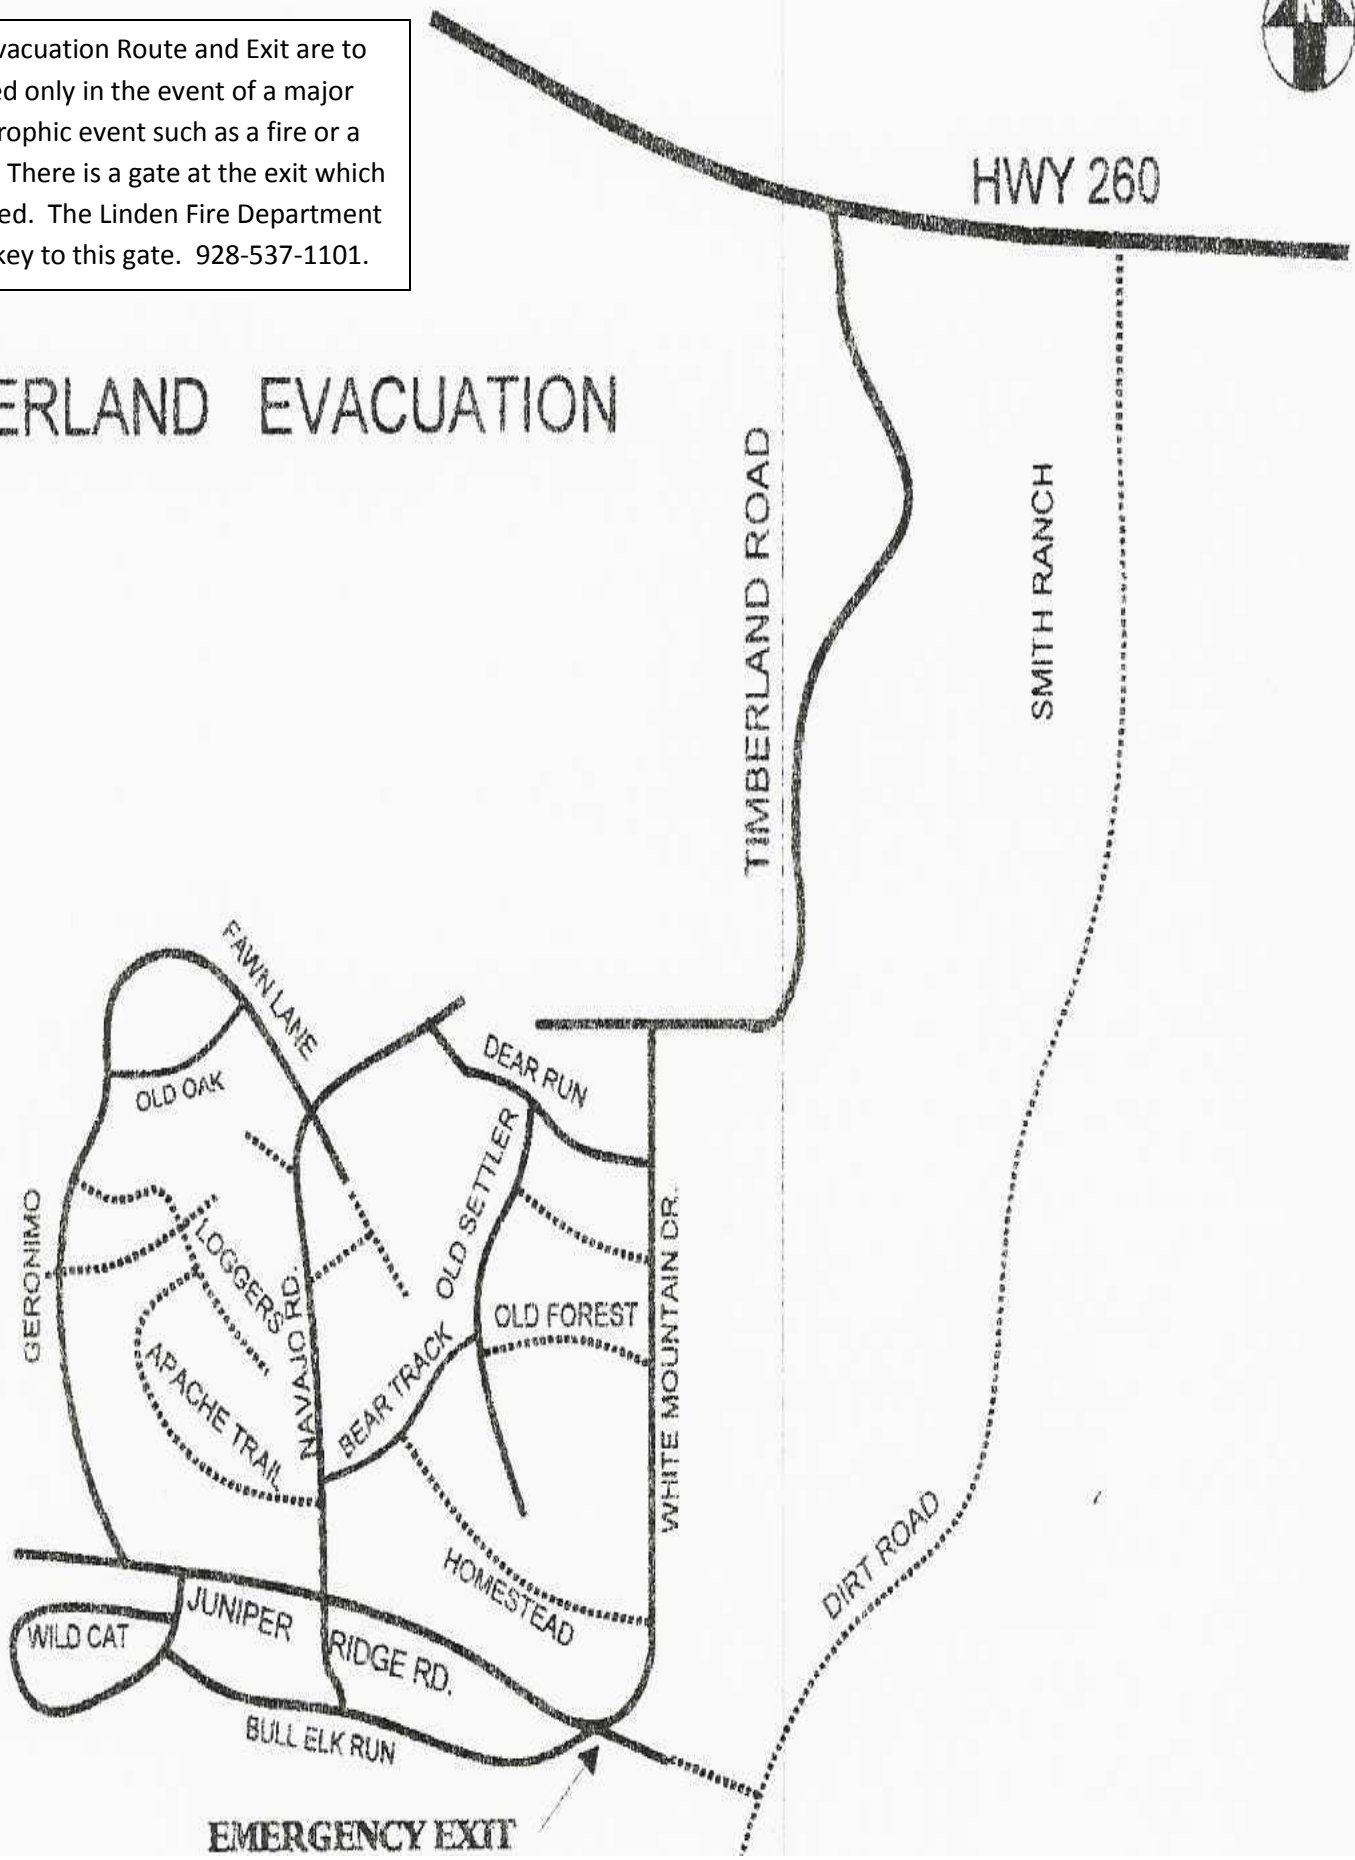 vacuation Route and Exit are to
ed only in the event of a major
trophic event such as a fire or a
There is a gate at the exit which
ed. The Linden Fire Department
key to this gate. 928-537-1101.
N
HWY 260
ERLAND EVACUATION
TIMBERLAND ROAD
SMITH RANCH
FAWN LANE
DEAR RUN
OLD OAK
OLD SETTLER
GERONIMO
LOGGERS
NAVAJO RD.
OLD FOREST
WHITE MOUNTAIN DR.
BEAR TRACK
APACHE TRAIL
DIRT ROAD
HOMESTEAD
JUNIPER RIDGE RD.
WILD CAT
BULL ELK RUN
EMERGENCY EXIT